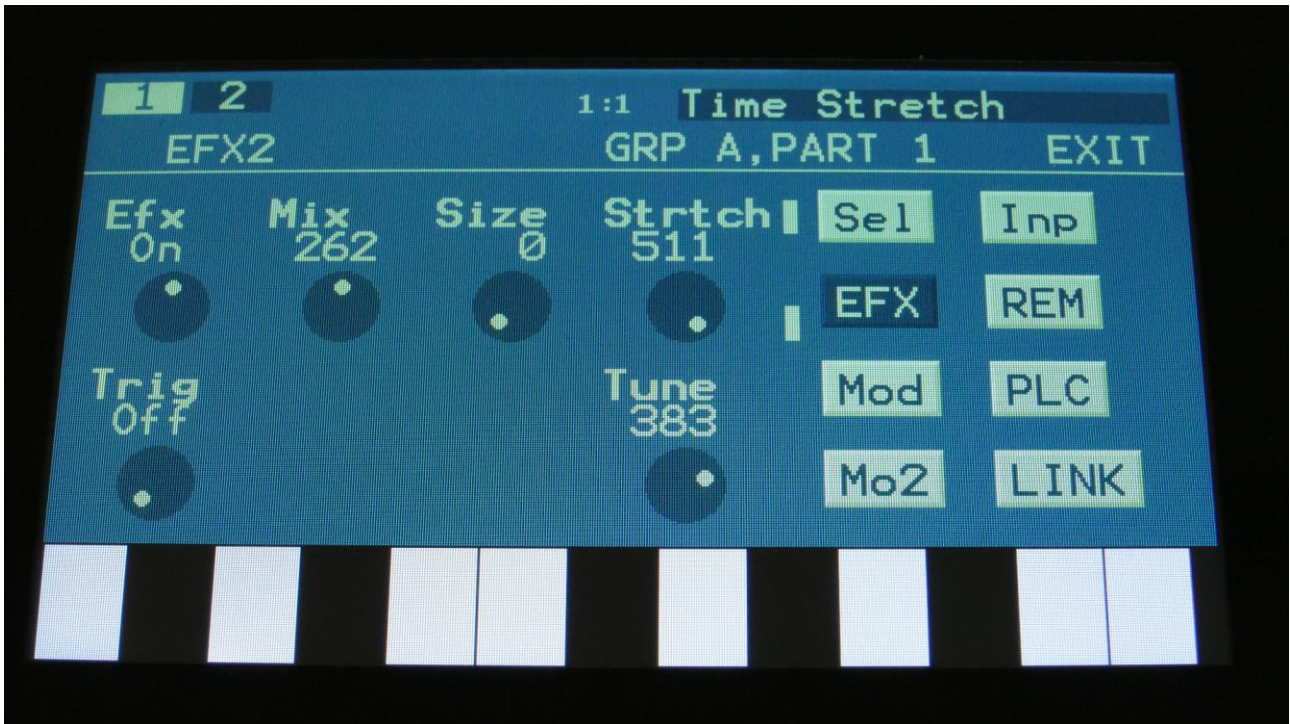 1 2 1:1 Time Stretch
EFX2 GRP A,PART 1 EXIT
Efx Mix Size Strtch Sel Inp
On 262 0 511
EFX REM
Trig Tune Mod PLC
Off 383
Mo2 LINK